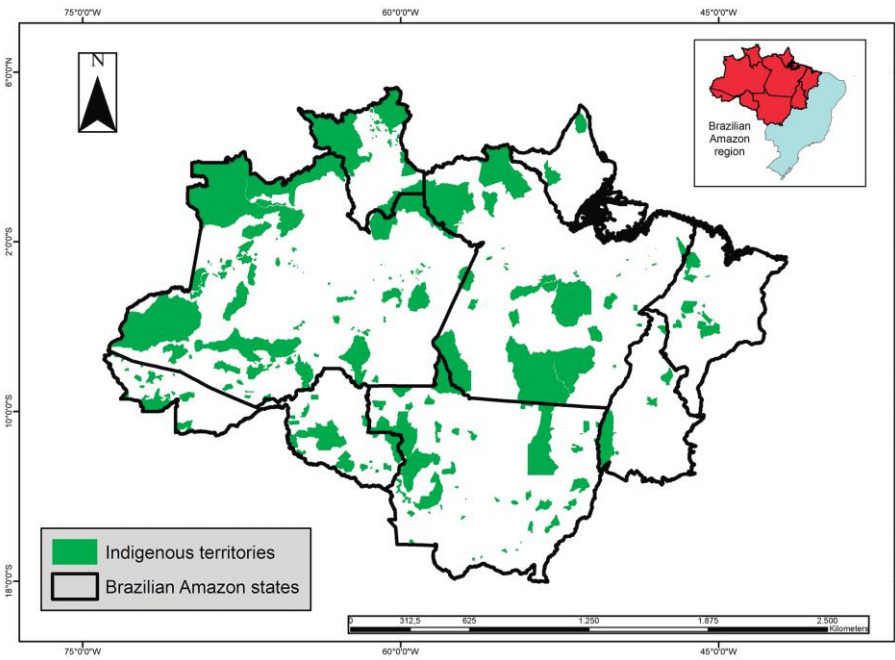 75°0'0"W 60°0'0"W 45°0'0"W
6°0'0"N
2°0'0"S
10°0'0"S
18°0'0"S
N
Brazilian
Amazon
region
Indigenous territories
Brazilian Amazon states
0 312,5 625 1.250 1.875 2.500
Kilometers
75°0'0"W 60°0'0"W 45°0'0"W